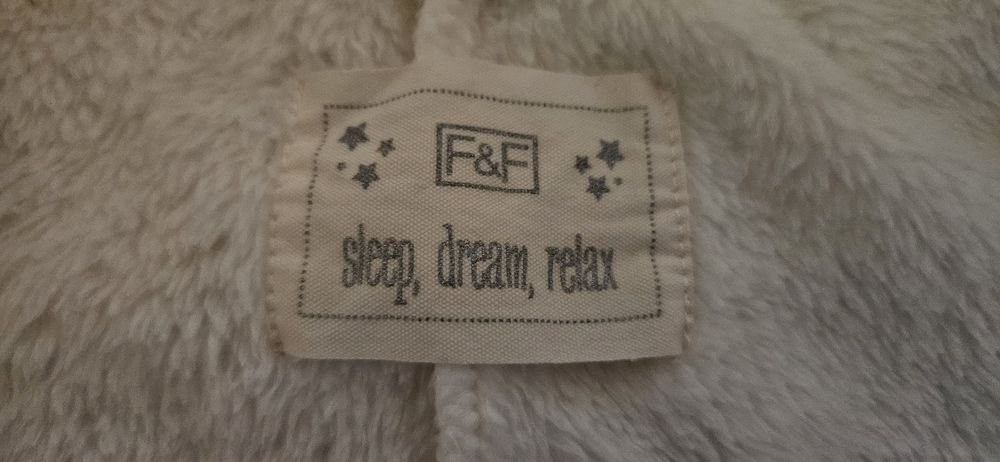 F&F
sleep, dream, relax